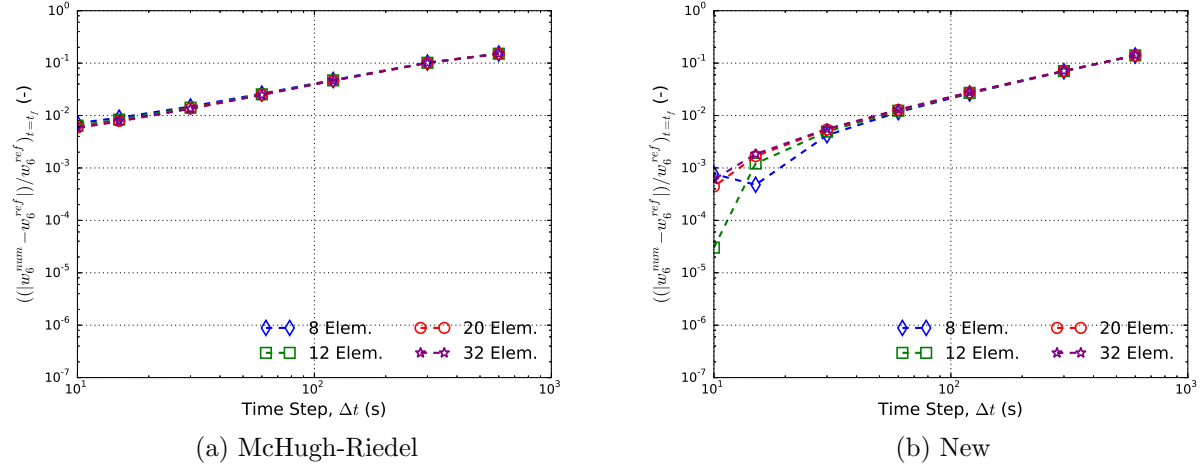 10^0
10^-1
10^-2
10^-3
10^-4
10^-5
10^-6
10^-7
((|w_6^{num} − w_6^{ref}|)/w_6^{ref})_{t=t_f} (-)
8 Elem.
12 Elem.
20 Elem.
32 Elem.
10^1
10^2
10^3
Time Step, Δt (s)
(a) McHugh-Riedel
10^0
10^-1
10^-2
10^-3
10^-4
10^-5
10^-6
10^-7
((|w_6^{num} − w_6^{ref}|)/w_6^{ref})_{t=t_f} (-)
8 Elem.
12 Elem.
20 Elem.
32 Elem.
10^1
10^2
10^3
Time Step, Δt (s)
(b) New